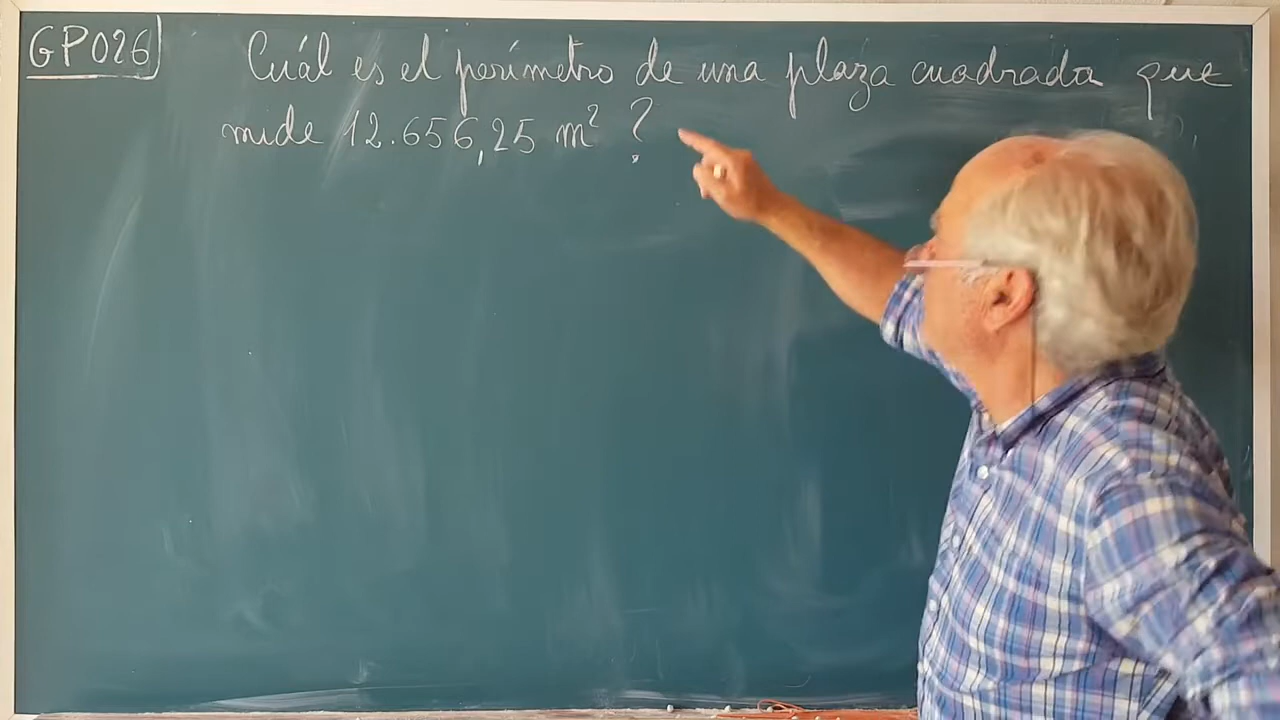 GP026
Cuál es el perímetro de una plaza cuadrada que
mide 12.656,25 m² ?